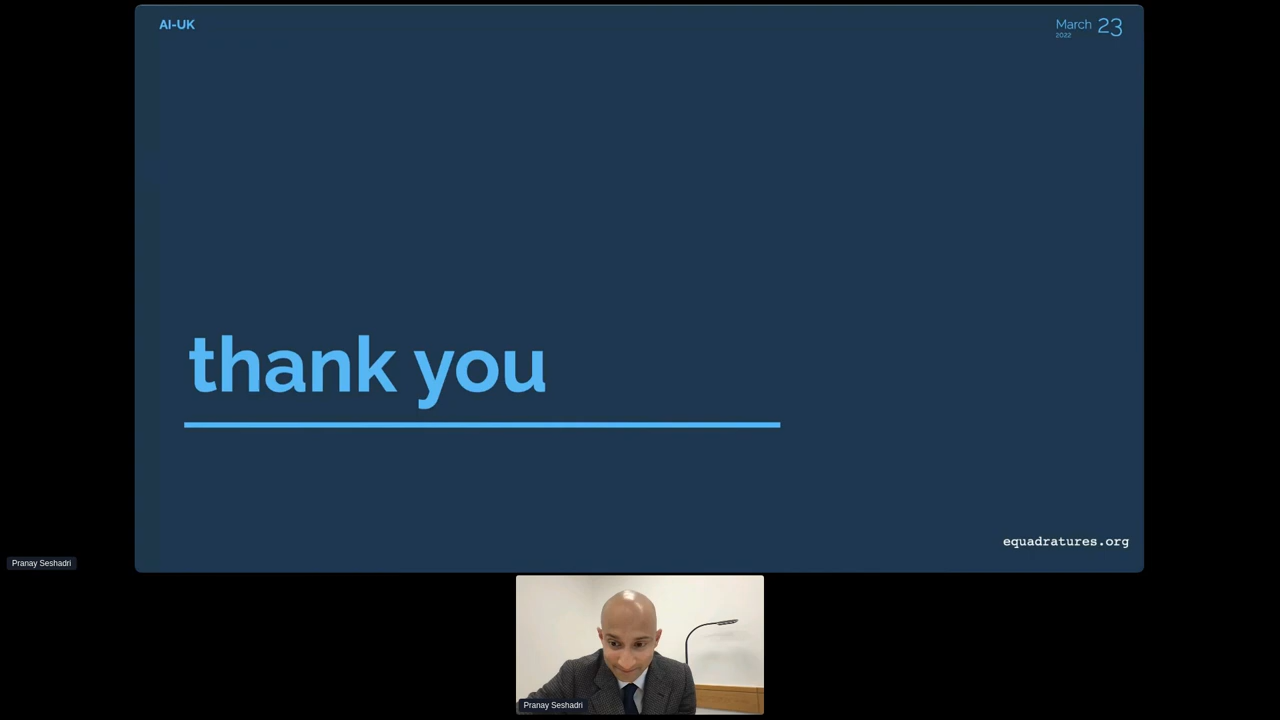 AI-UK
March 23
2022
thank you
equadratures.org
Pranay Seshadri
Pranay Seshadri